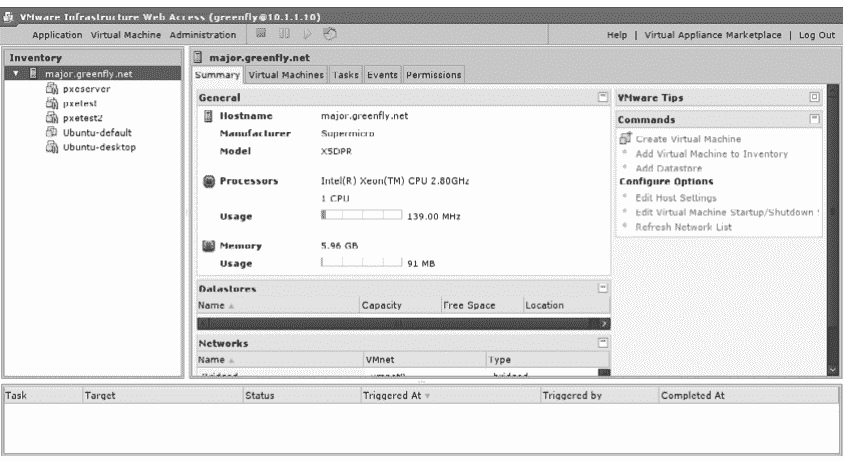 VMware Infrastructure Web Access (greenfly@10.1.1.10)
Application Virtual Machine Administration
Help | Virtual Appliance Marketplace | Log Out
Inventory
major.greenfly.net
pxeserver
pxetest
pxetest2
Ubuntu-default
Ubuntu-desktop
major.greenfly.net
Summary Virtual Machines Tasks Events Permissions
General
Hostname major.greenfly.net
Manufacturer Supermicro
Model X5DPR
Processors Intel(R) Xeon(TM) CPU 2.80GHz
1 CPU
Usage 139.00 MHz
Memory 5.96 GB
Usage 91 MB
Datastores
Name Capacity Free Space Location
Networks
Name VMnet Type
VMware Tips
Commands
Create Virtual Machine
Add Virtual Machine to Inventory
Add Datastore
Configure Options
Edit Host Settings
Edit Virtual Machine Startup/Shutdown
Refresh Network List
Task Target Status Triggered At Triggered by Completed At